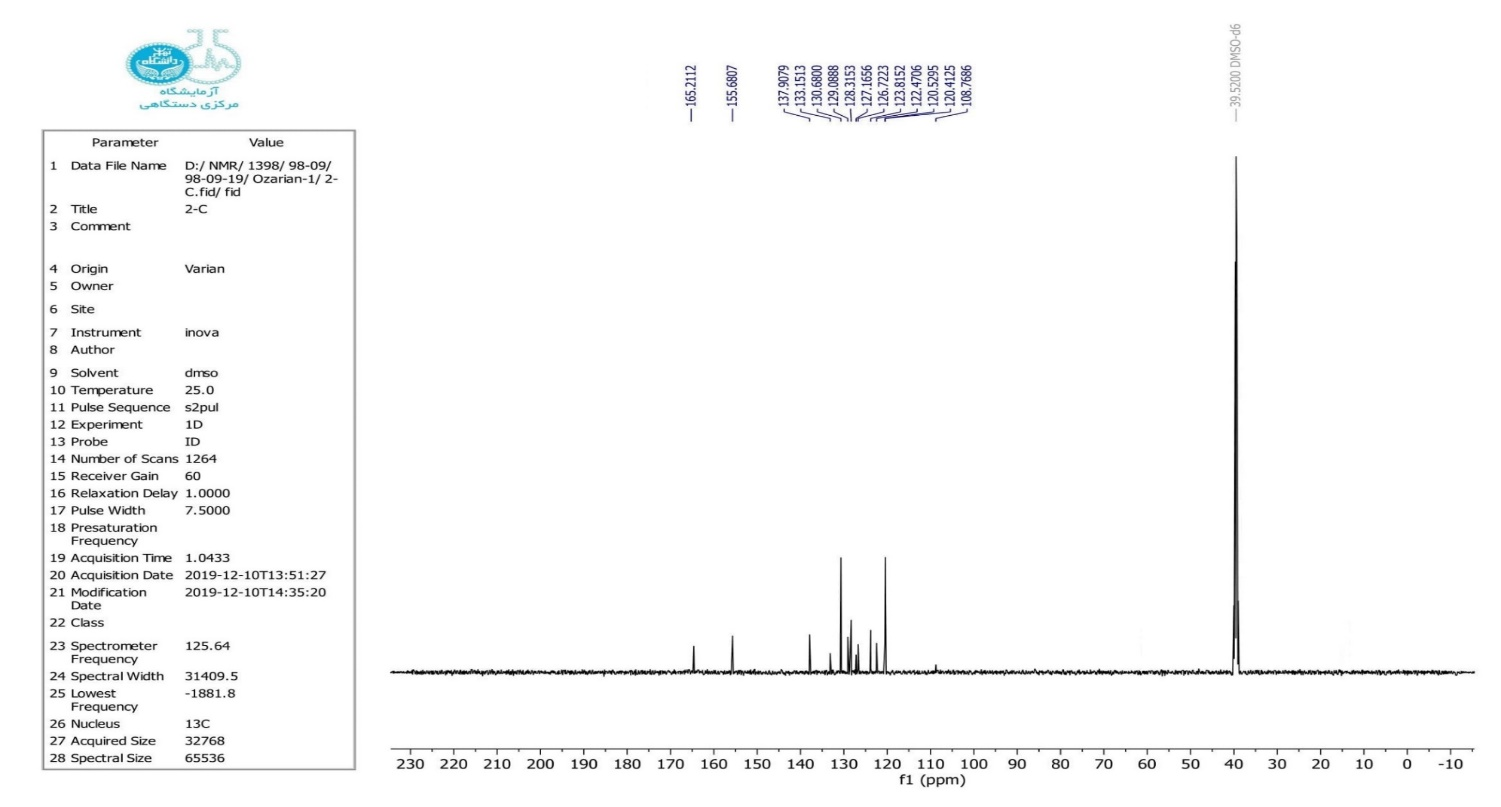 دانشگاه تهران
آزمایشگاه
مرکزی دستگاهی
Parameter Value
1 Data File Name D:/ NMR/ 1398/ 98-09/
98-09-19/ Ozarian-1/ 2-
C.fid/ fid
2 Title 2-C
3 Comment
4 Origin Varian
5 Owner
6 Site
7 Instrument inova
8 Author
9 Solvent dmso
10 Temperature 25.0
11 Pulse Sequence s2pul
12 Experiment 1D
13 Probe ID
14 Number of Scans 1264
15 Receiver Gain 60
16 Relaxation Delay 1.0000
17 Pulse Width 7.5000
18 Presaturation
Frequency
19 Acquisition Time 1.0433
20 Acquisition Date 2019-12-10T13:51:27
21 Modification 2019-12-10T14:35:20
Date
22 Class
23 Spectrometer 125.64
Frequency
24 Spectral Width 31409.5
25 Lowest -1881.8
Frequency
26 Nucleus 13C
27 Acquired Size 32768
28 Spectral Size 65536
165.2112
155.6807
137.9079
133.1513
130.6800
129.0888
128.3153
127.1656
126.7223
123.8152
122.4706
120.5295
120.4125
108.7686
39.5200 DMSO-d6
230 220 210 200 190 180 170 160 150 140 130 120 110 100 90 80 70 60 50 40 30 20 10 0 -10
f1 (ppm)